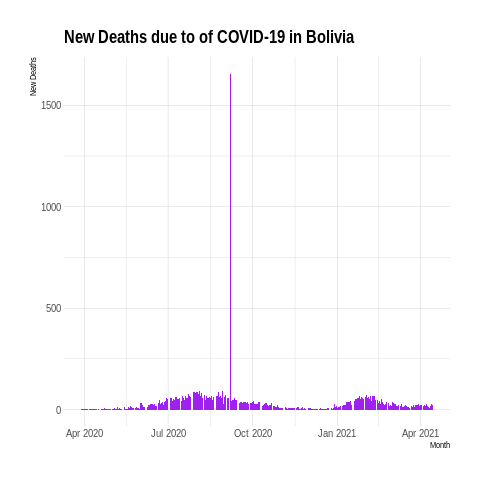 New Deaths due to of COVID-19 in Bolivia
New Deaths
1500
1000
500
0
Apr 2020 Jul 2020 Oct 2020 Jan 2021 Apr 2021
Month